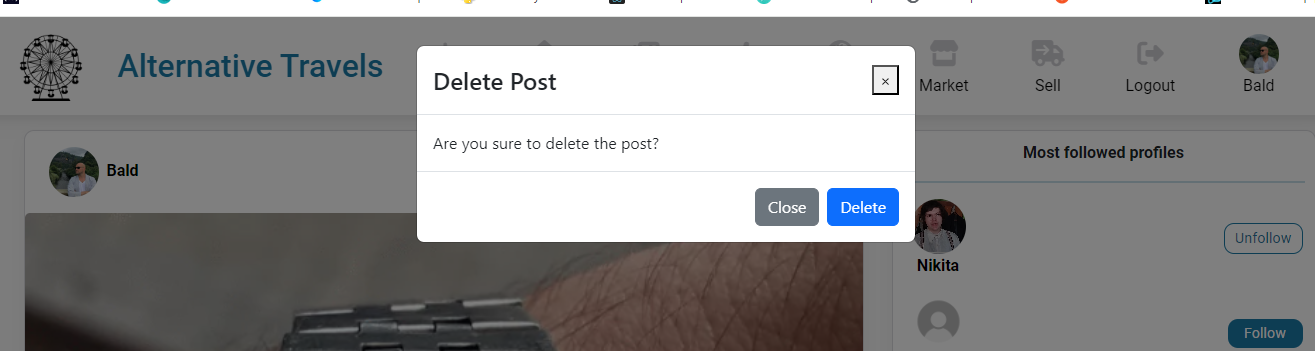 Alternative Travels
Market
Sell
Logout
Bald
Delete Post
×
Are you sure to delete the post?
Close
Delete
Bald
Most followed profiles
Nikita
Unfollow
Follow